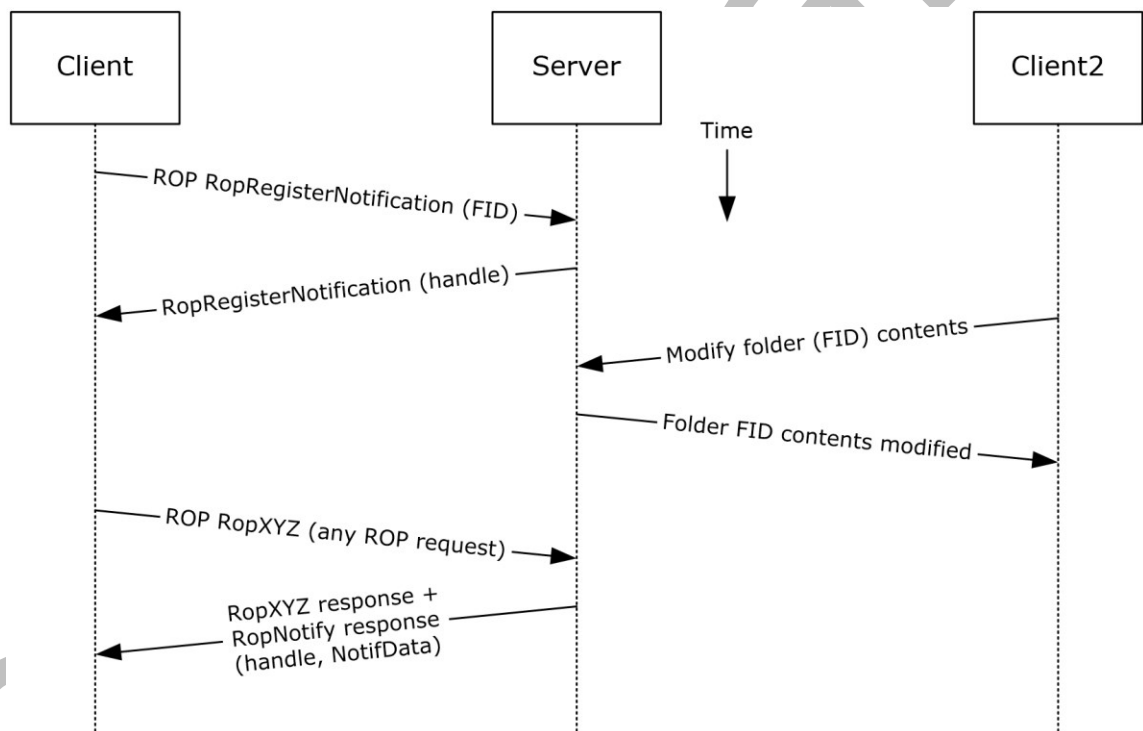 Client
Server
Client2
Time
ROP RopRegisterNotification (FID)
RopRegisterNotification (handle)
Modify folder (FID) contents
Folder FID contents modified
ROP RopXYZ (any ROP request)
RopXYZ response +
RopNotify response
(handle, NotifData)